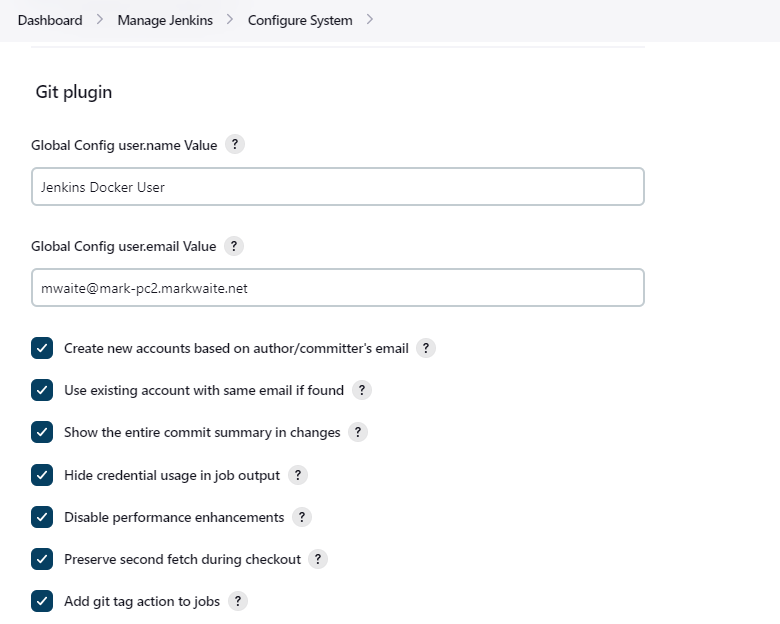 Dashboard > Manage Jenkins > Configure System >
Git plugin
Global Config user.name Value ?
Jenkins Docker User
Global Config user.email Value ?
mwaite@mark-pc2.markwaite.net
Create new accounts based on author/committer's email ?
Use existing account with same email if found ?
Show the entire commit summary in changes ?
Hide credential usage in job output ?
Disable performance enhancements ?
Preserve second fetch during checkout ?
Add git tag action to jobs ?